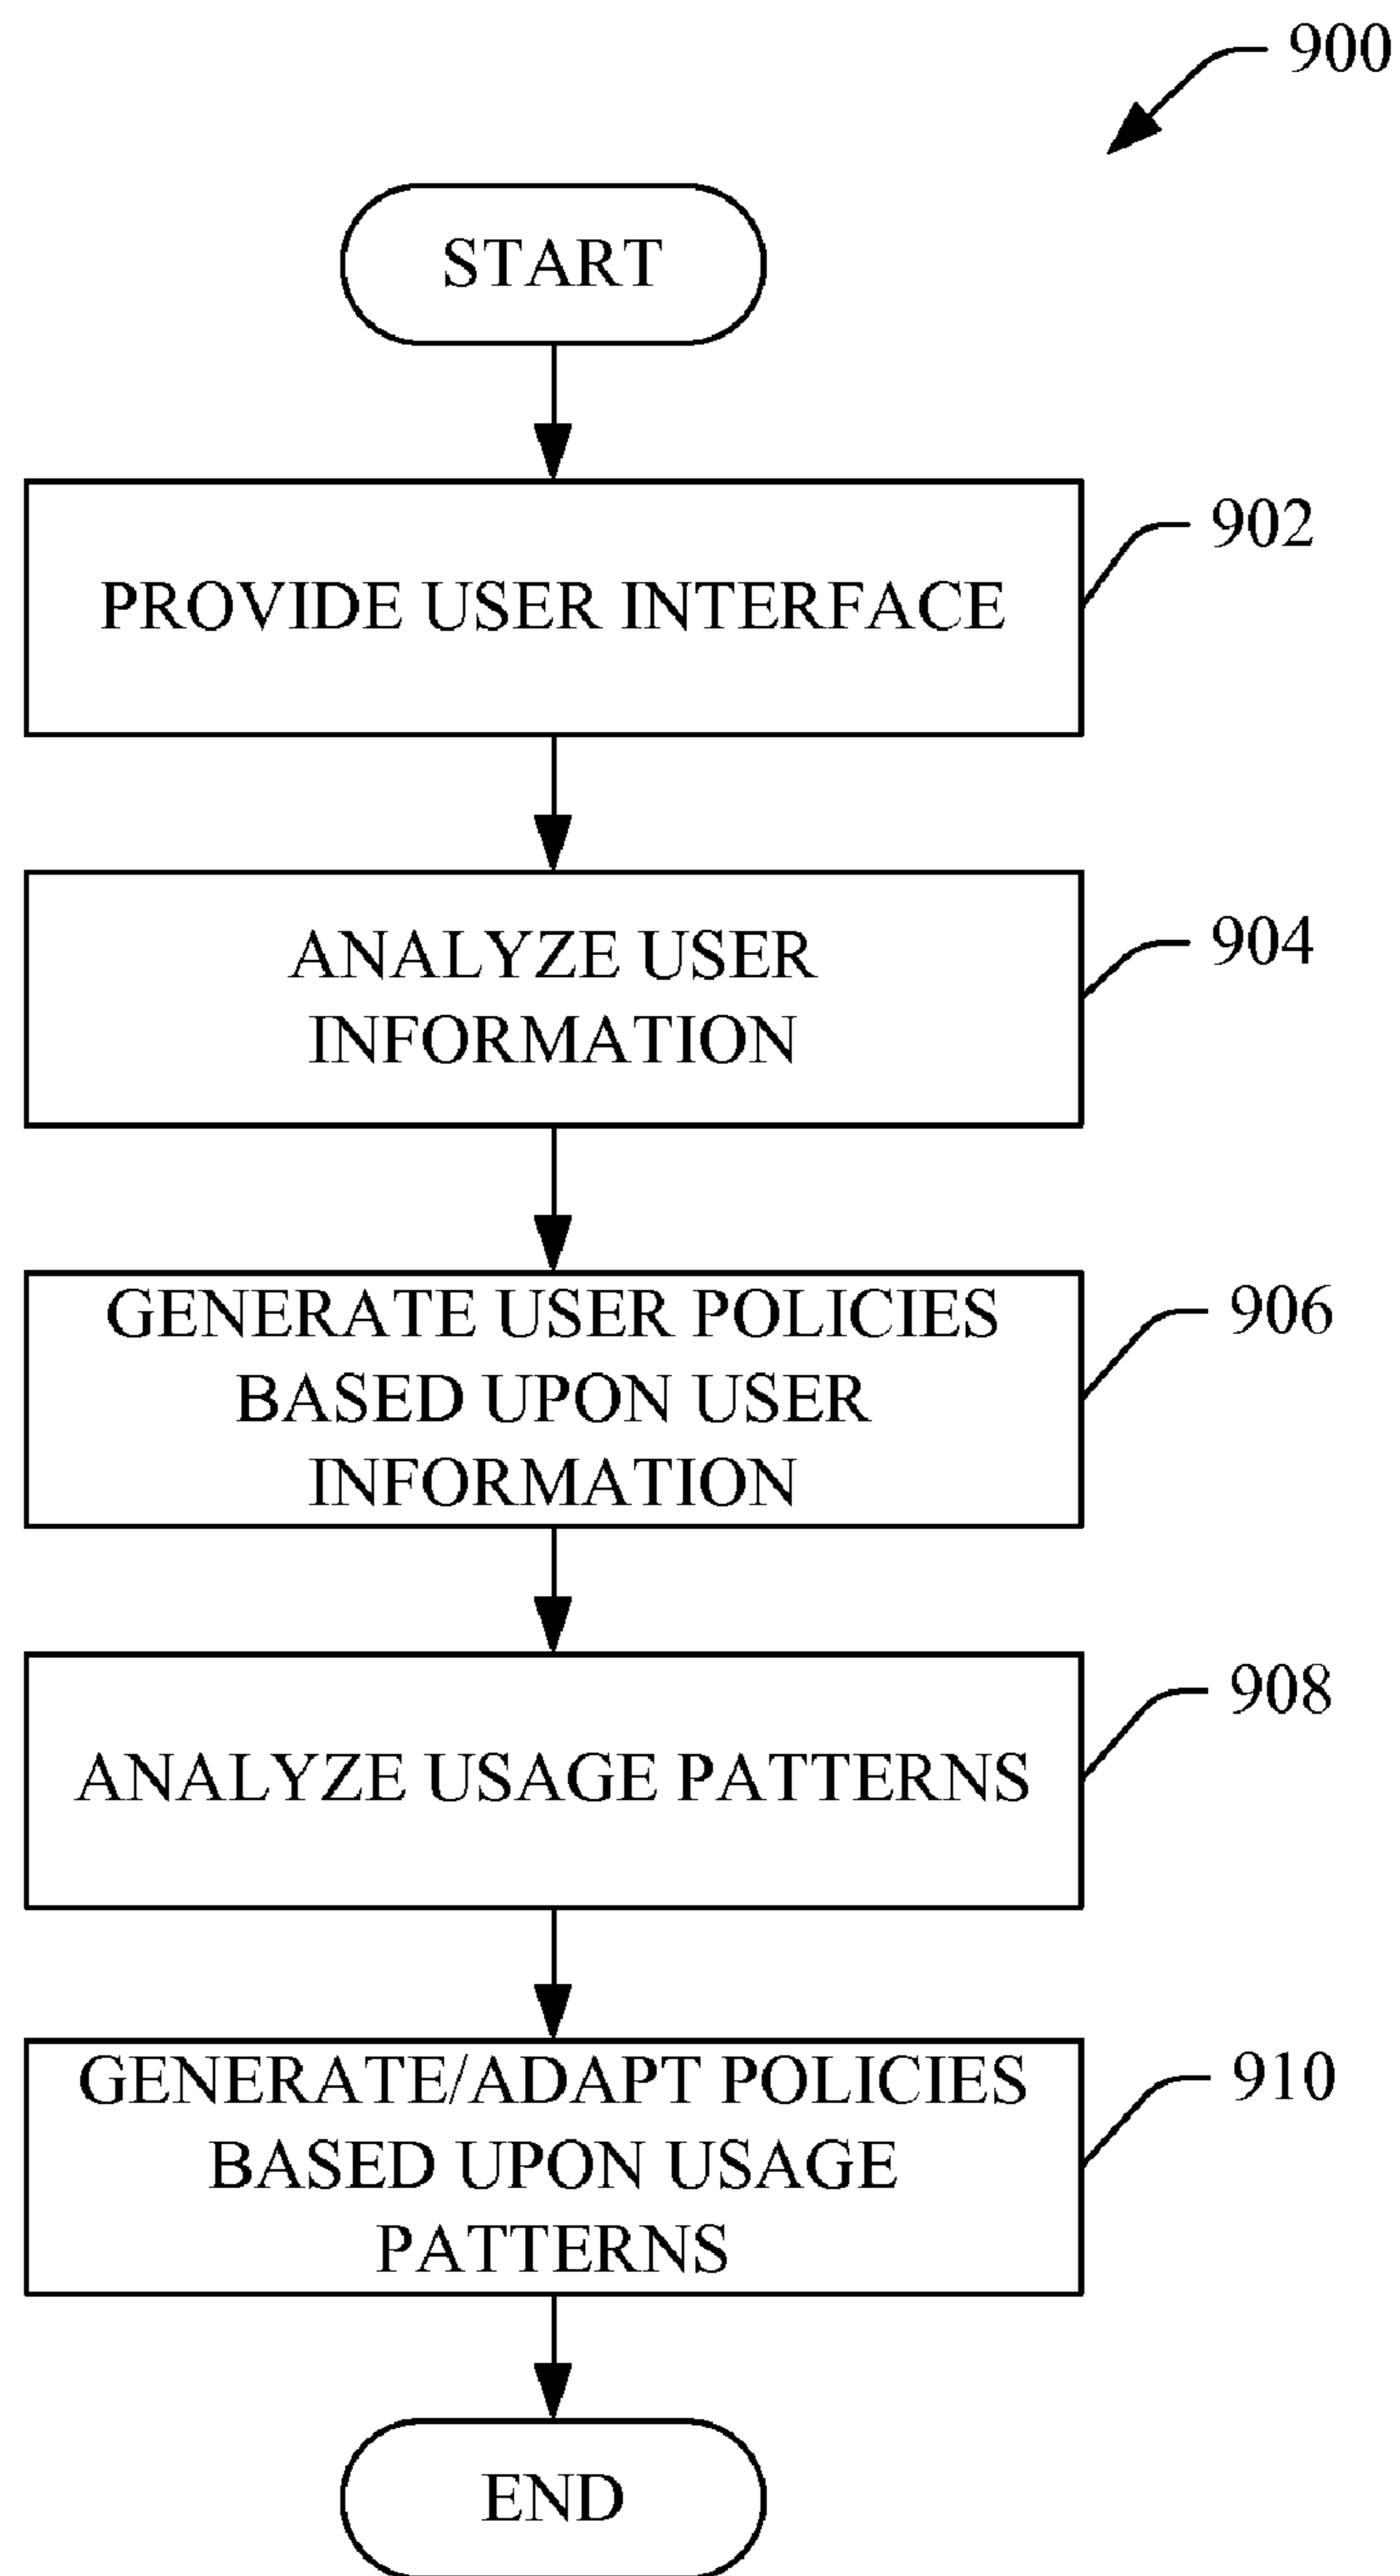 900
START
902
PROVIDE USER INTERFACE
904
ANALYZE USER
INFORMATION
906
GENERATE USER POLICIES
BASED UPON USER
INFORMATION
908
ANALYZE USAGE PATTERNS
910
GENERATE/ADAPT POLICIES
BASED UPON USAGE
PATTERNS
END